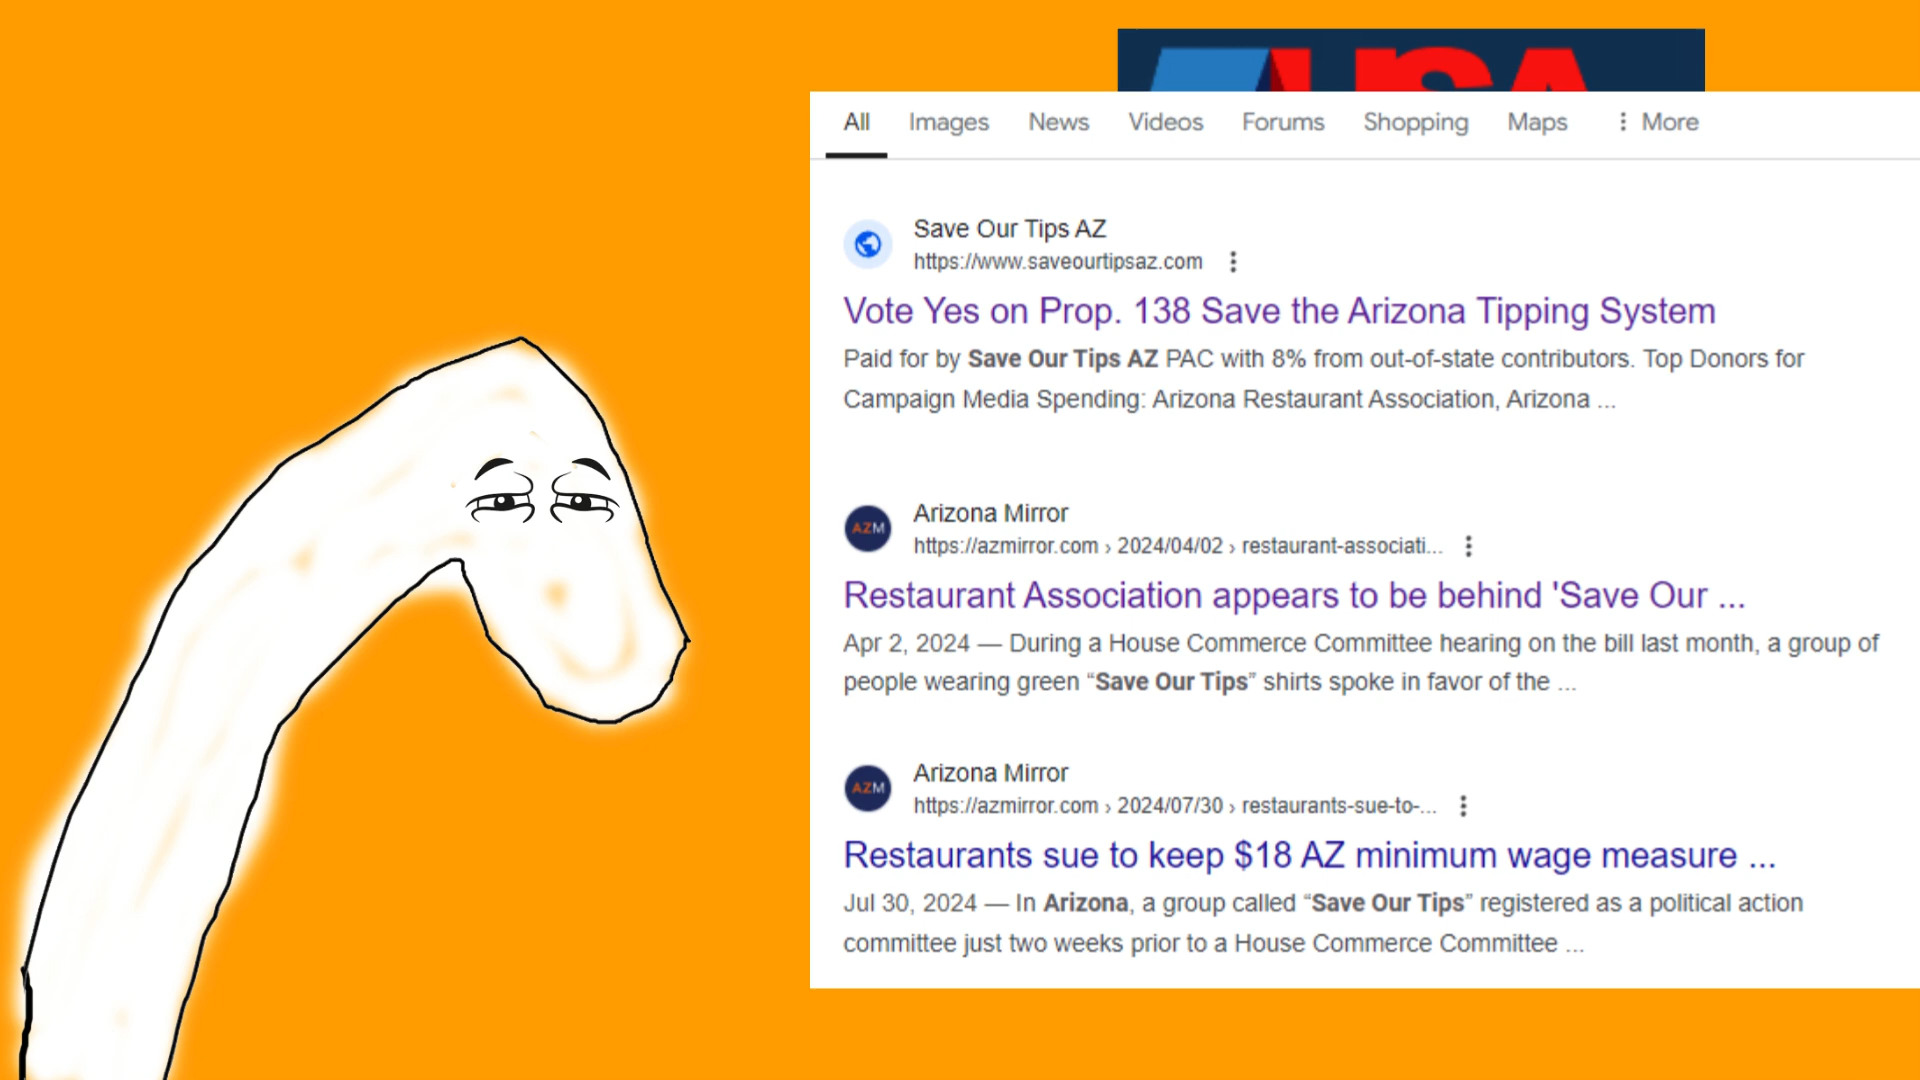 USA
All Images News Videos Forums Shopping Maps More
Save Our Tips AZ
https://www.saveourtipsaz.com
Vote Yes on Prop. 138 Save the Arizona Tipping System
Paid for by Save Our Tips AZ PAC with 8% from out-of-state contributors. Top Donors for
Campaign Media Spending: Arizona Restaurant Association, Arizona ...
AZM
Arizona Mirror
https://azmirror.com › 2024/04/02 › restaurant-associati...
Restaurant Association appears to be behind 'Save Our ...
Apr 2, 2024 — During a House Commerce Committee hearing on the bill last month, a group of
people wearing green “Save Our Tips” shirts spoke in favor of the ...
AZM
Arizona Mirror
https://azmirror.com › 2024/07/30 › restaurants-sue-to-...
Restaurants sue to keep $18 AZ minimum wage measure ...
Jul 30, 2024 — In Arizona, a group called “Save Our Tips” registered as a political action
committee just two weeks prior to a House Commerce Committee ...